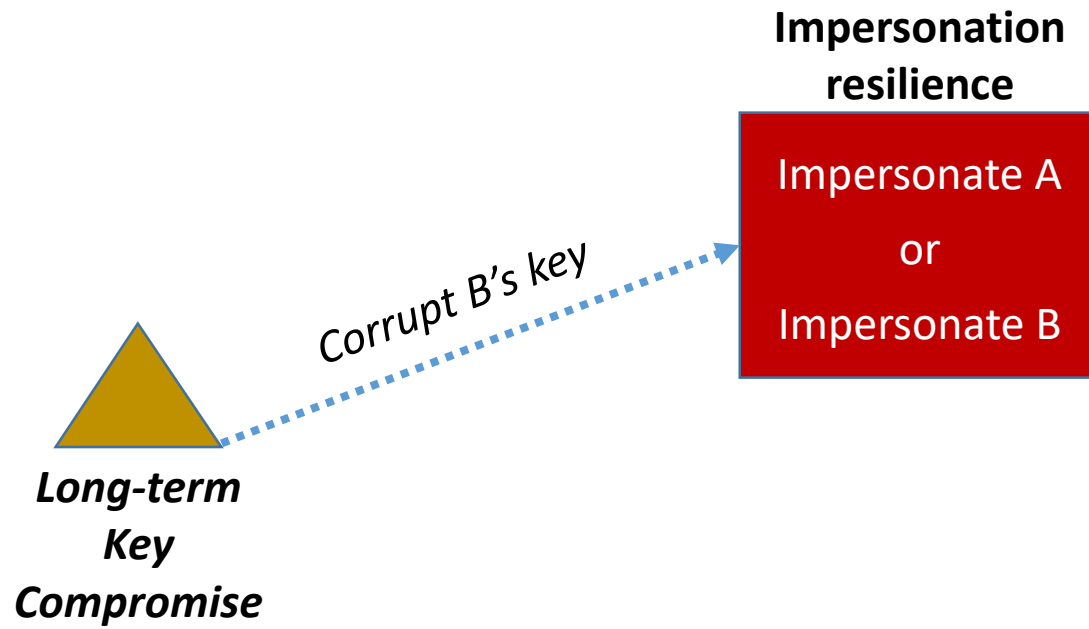 Impersonation
resilience
Impersonate A
or
Impersonate B
Corrupt B’s key
Long-term
Key
Compromise